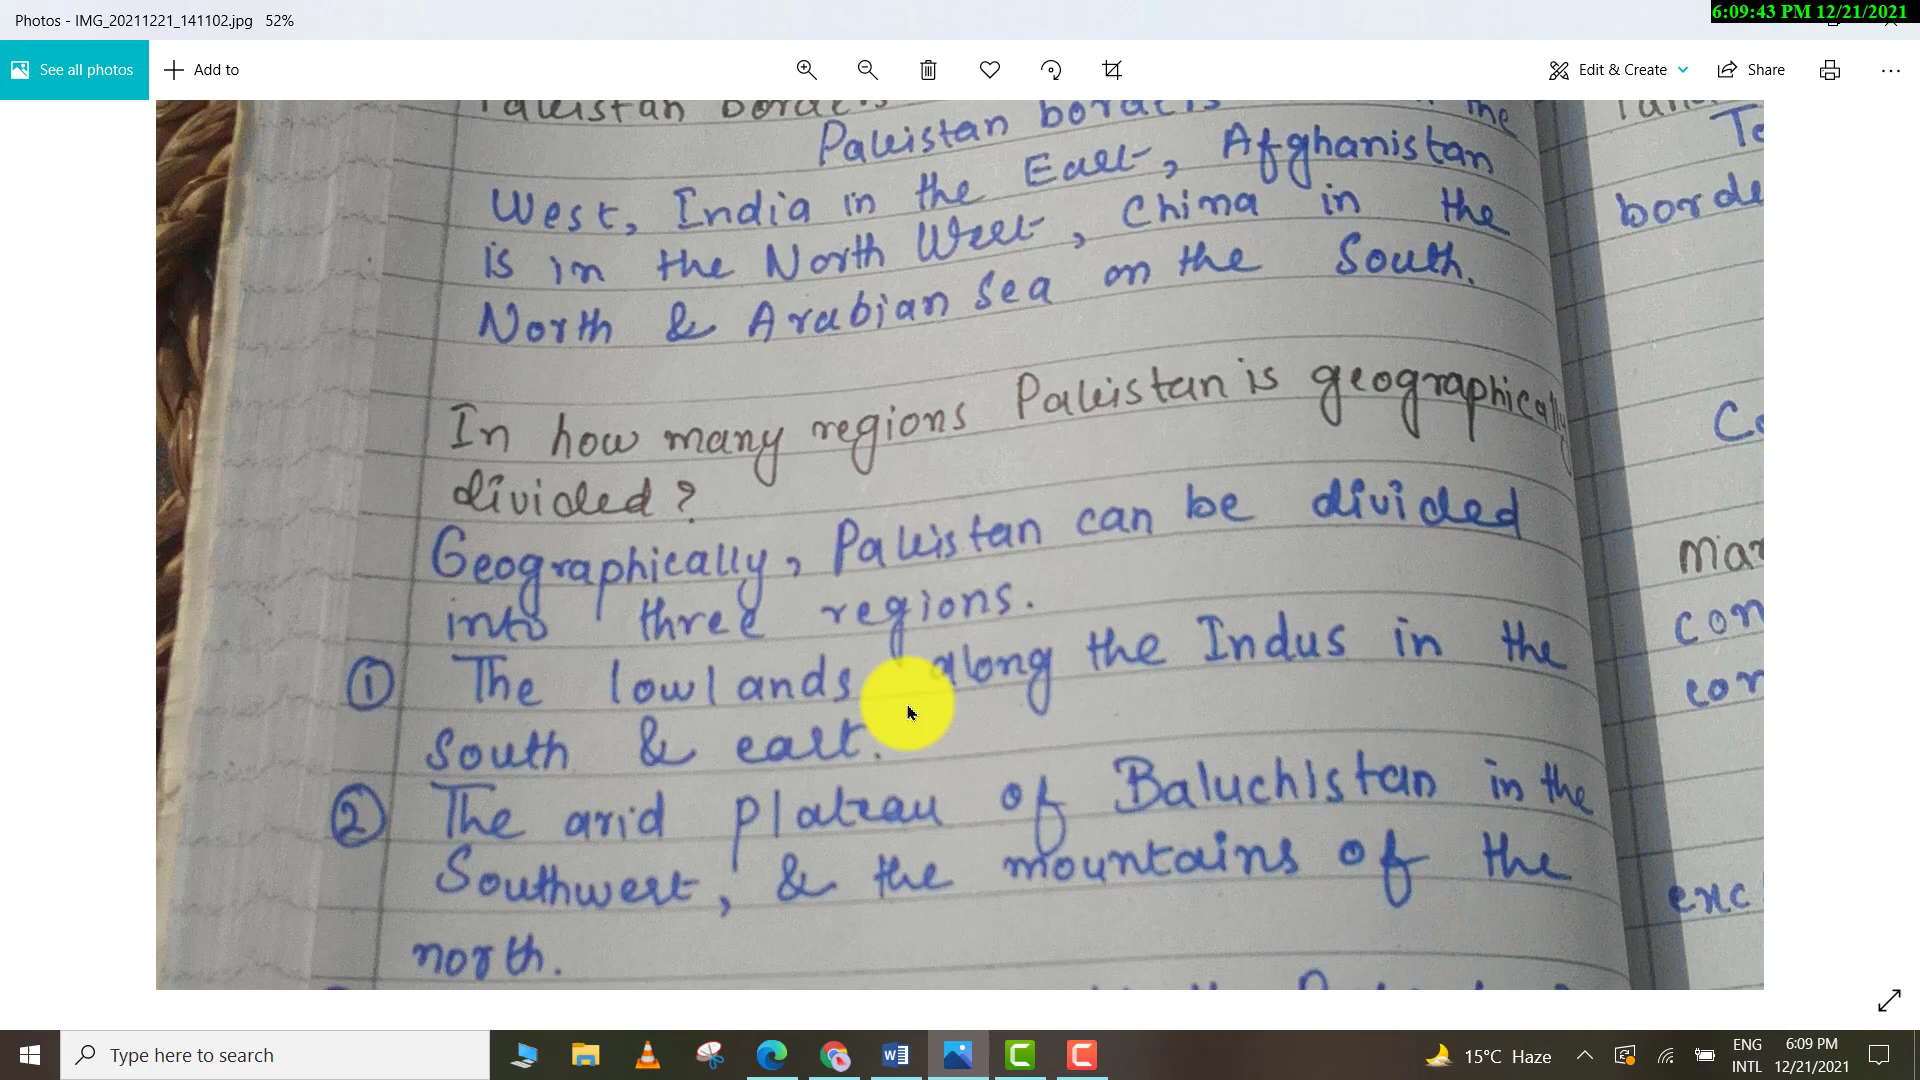 Photos - IMG_20211221_141102.jpg 52%
6:09:43 PM 12/21/2021
See all photos
Add to
Edit & Create
Share
Pakistan
Pakistan borders the
West, India in the East, Afghanistan
is in the North West, China in the
North & Arabian Sea on the South.
In how many regions Pakistan is geographically
divided?
Geographically, Pakistan can be divided
into three regions.
① The lowlands along the Indus in the
South & east.
② The arid plateau of Baluchistan in the
Southwest, & the mountains of the
north.
Type here to search
15°C Haze
ENG
INTL
6:09 PM
12/21/2021